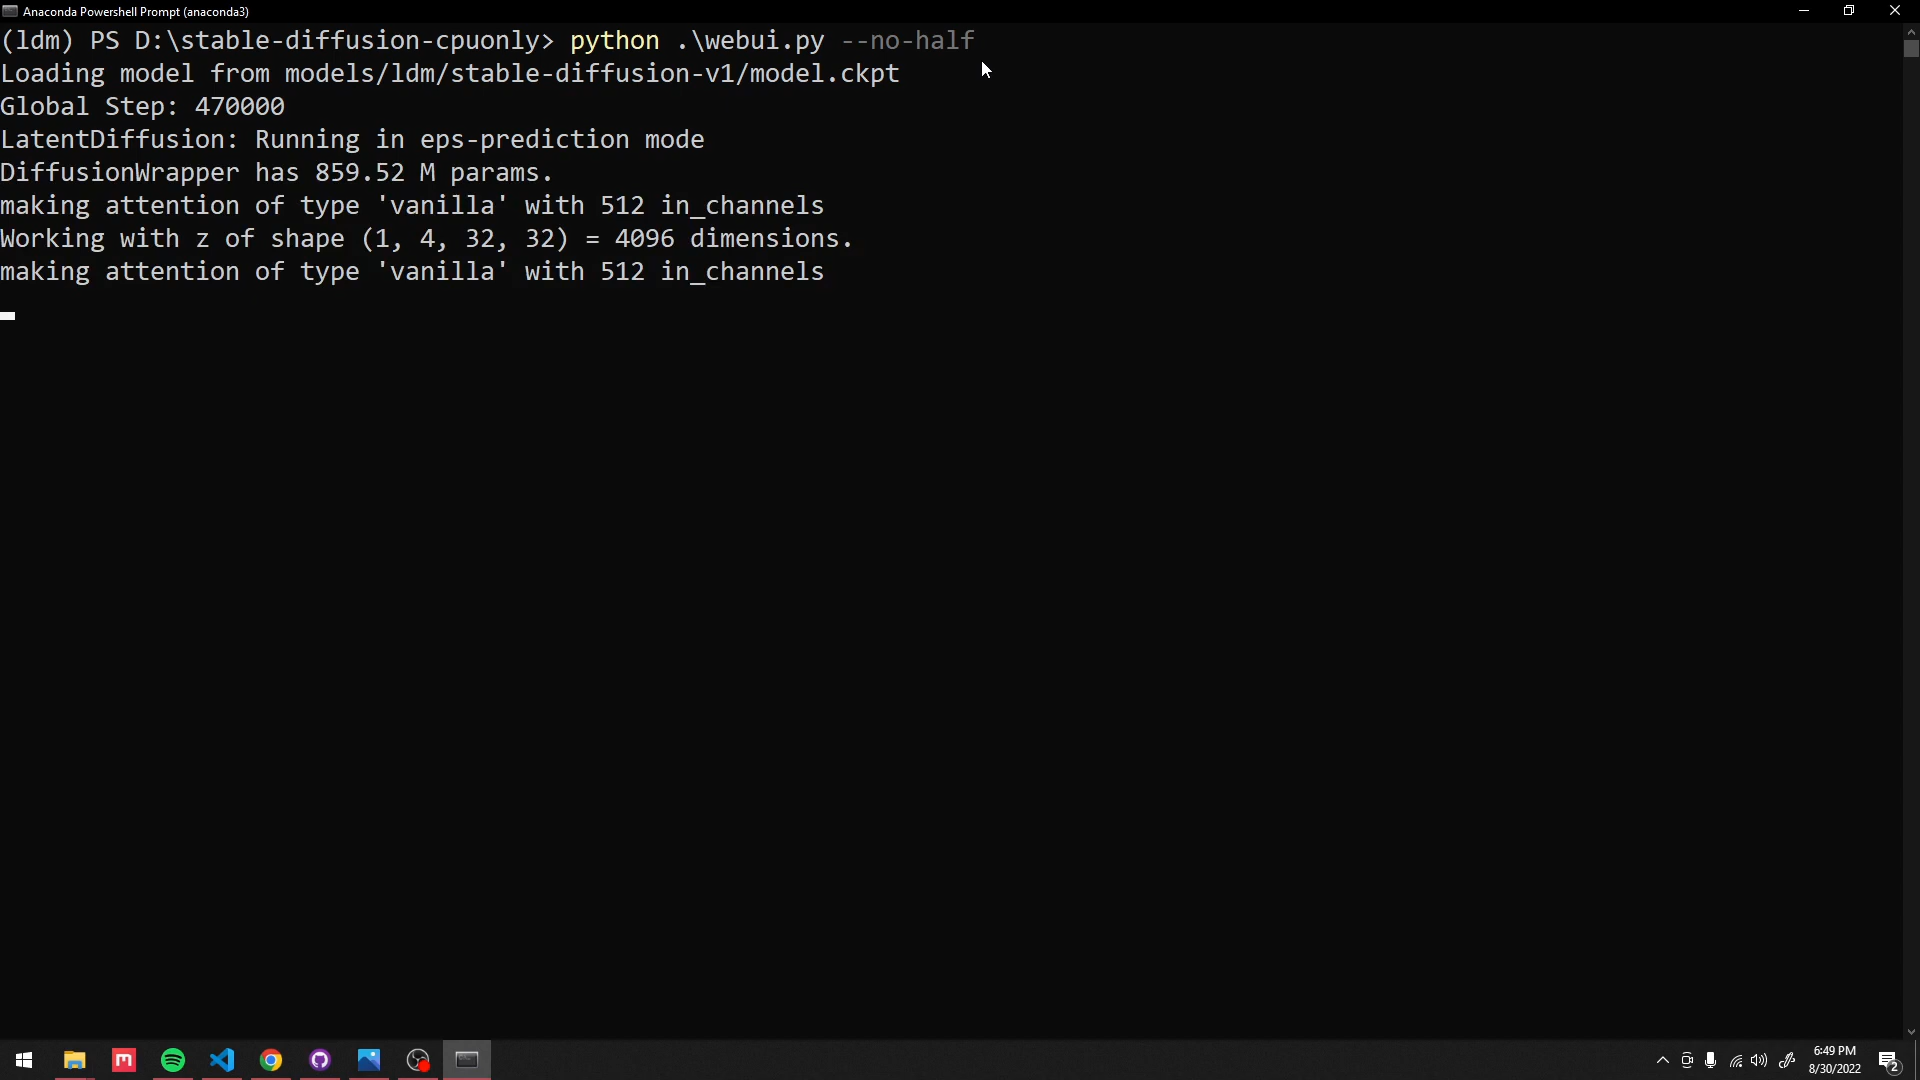 Anaconda Powershell Prompt (anaconda3)
(ldm) PS D:\stable-diffusion-cpuonly> python .\webui.py --no-half
Loading model from models/ldm/stable-diffusion-v1/model.ckpt
Global Step: 470000
LatentDiffusion: Running in eps-prediction mode
DiffusionWrapper has 859.52 M params.
making attention of type 'vanilla' with 512 in_channels
Working with z of shape (1, 4, 32, 32) = 4096 dimensions.
making attention of type 'vanilla' with 512 in_channels
6:49 PM
8/30/2022
2